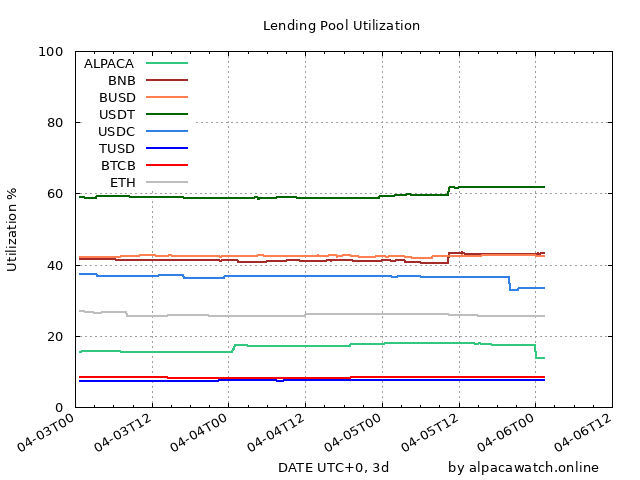 Lending Pool Utilization
Utilization %
100
80
60
40
20
0
ALPACA
BNB
BUSD
USDT
USDC
TUSD
BTCB
ETH
04-03T00
04-03T12
04-04T00
04-04T12
04-05T00
04-05T12
04-06T00
04-06T12
DATE UTC+0, 3d
by alpacawatch.online